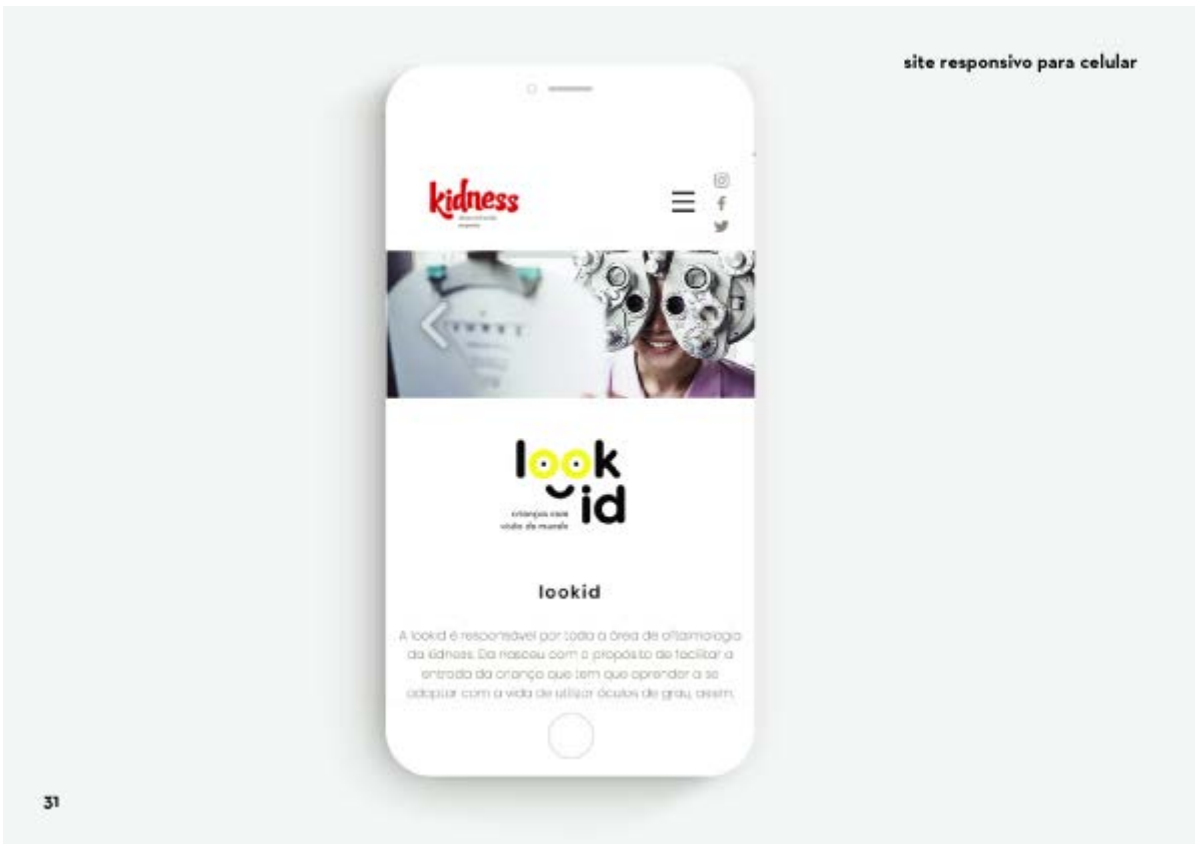 site responsivo para celular
kidness
look
id
crianças com
visão de mundo
lookid
A lookid é responsável por toda a área de oftamologia
da kidness. Ela nasceu com o propósito de facilitar a
entrada da criança que tem que aprender a se
adaptar com a vida de utilizar óculos de grau, assim,
31